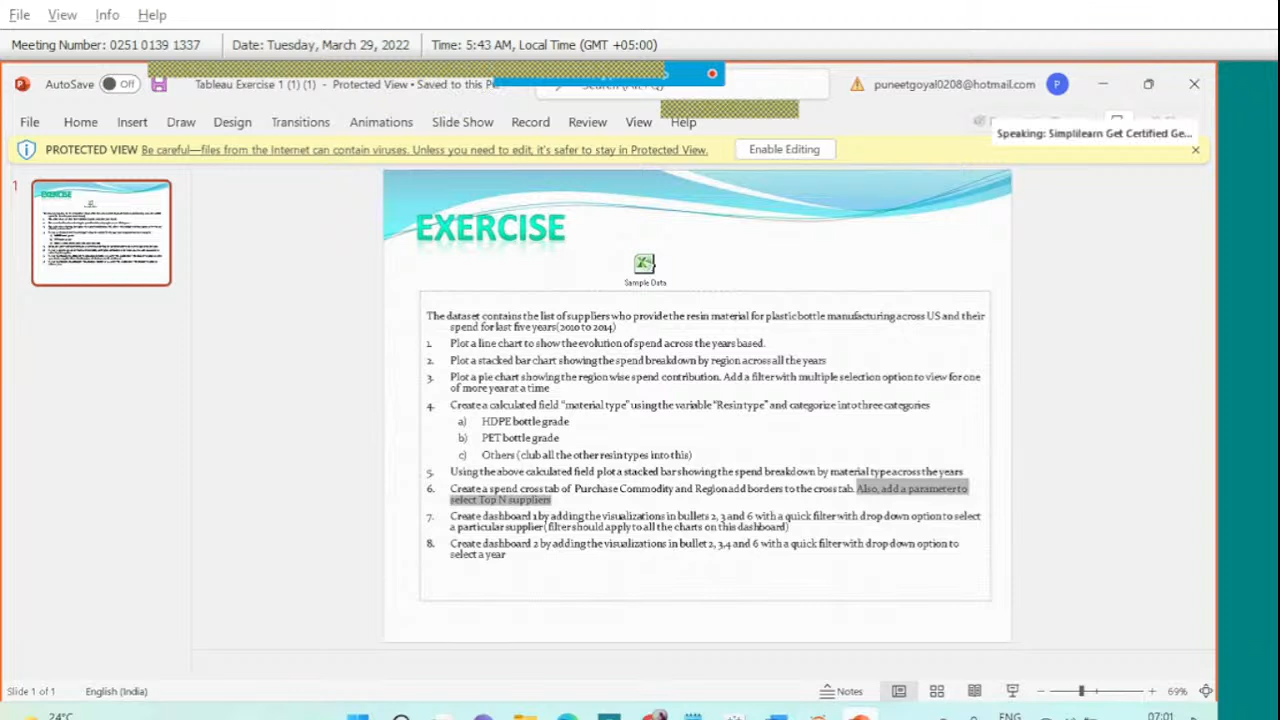 File View Info Help
Meeting Number: 0251 0139 1337 Date: Tuesday, March 29, 2022 Time: 5:43 AM, Local Time (GMT +05:00)
AutoSave Off Tableau Exercise 1 (1) (1) - Protected View • Saved to this P puneetgoyal0208@hotmail.com P
File Home Insert Draw Design Transitions Animations Slide Show Record Review View Help
Speaking: Simplilearn Get Certified Ge...
PROTECTED VIEW Be careful—files from the Internet can contain viruses. Unless you need to edit, it's safer to stay in Protected View. Enable Editing
1
EXERCISE
Sample Data
The dataset contains the list of suppliers who provide the resin material for plastic bottle manufacturing across US and their
spend for last five years(2010 to 2014)
1. Plot a line chart to show the evolution of spend across the years based.
2. Plot a stacked bar chart showing the spend breakdown by region across all the years
3. Plot a pie chart showing the region wise spend contribution. Add a filter with multiple selection option to view for one
of more year at a time
4. Create a calculated field "material type" using the variable "Resin type" and categorize into three categories
a) HDPE bottle grade
b) PET bottle grade
c) Others (club all the other resin types into this)
5. Using the above calculated field plot a stacked bar showing the spend breakdown by material type across the years
6. Create a spend cross tab of Purchase Commodity and Region add borders to the cross tab. Also, add a parameter to
select Top N suppliers
7. Create dashboard 1 by adding the visualizations in bullets 2, 3 and 6 with a quick filter with drop down option to select
a particular supplier( filter should apply to all the charts on this dashboard)
8. Create dashboard 2 by adding the visualizations in bullet 2, 3,4 and 6 with a quick filter with drop down option to
select a year
Slide 1 of 1 English (India) Notes 69%
24°C ENG 07:01